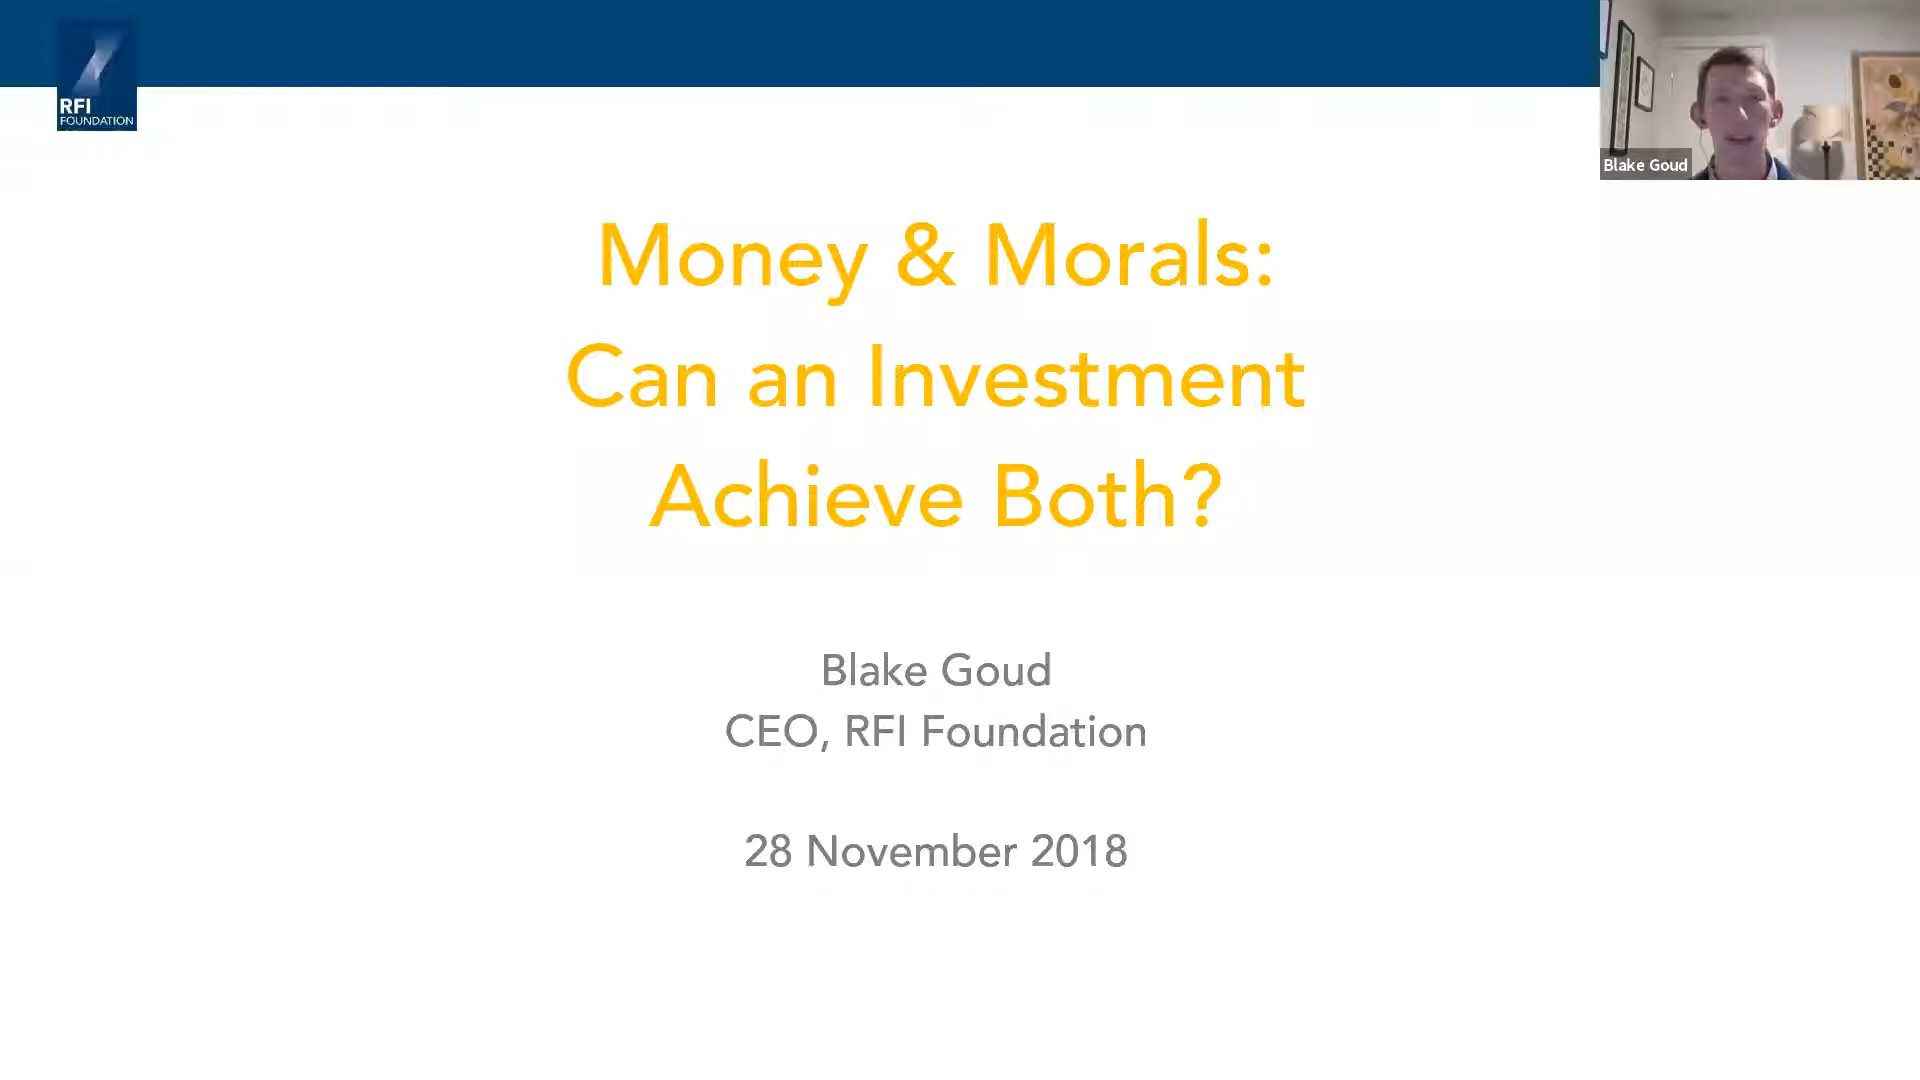 RFI
FOUNDATION
Blake Goud
Money & Morals:
Can an Investment
Achieve Both?
Blake Goud
CEO, RFI Foundation
28 November 2018